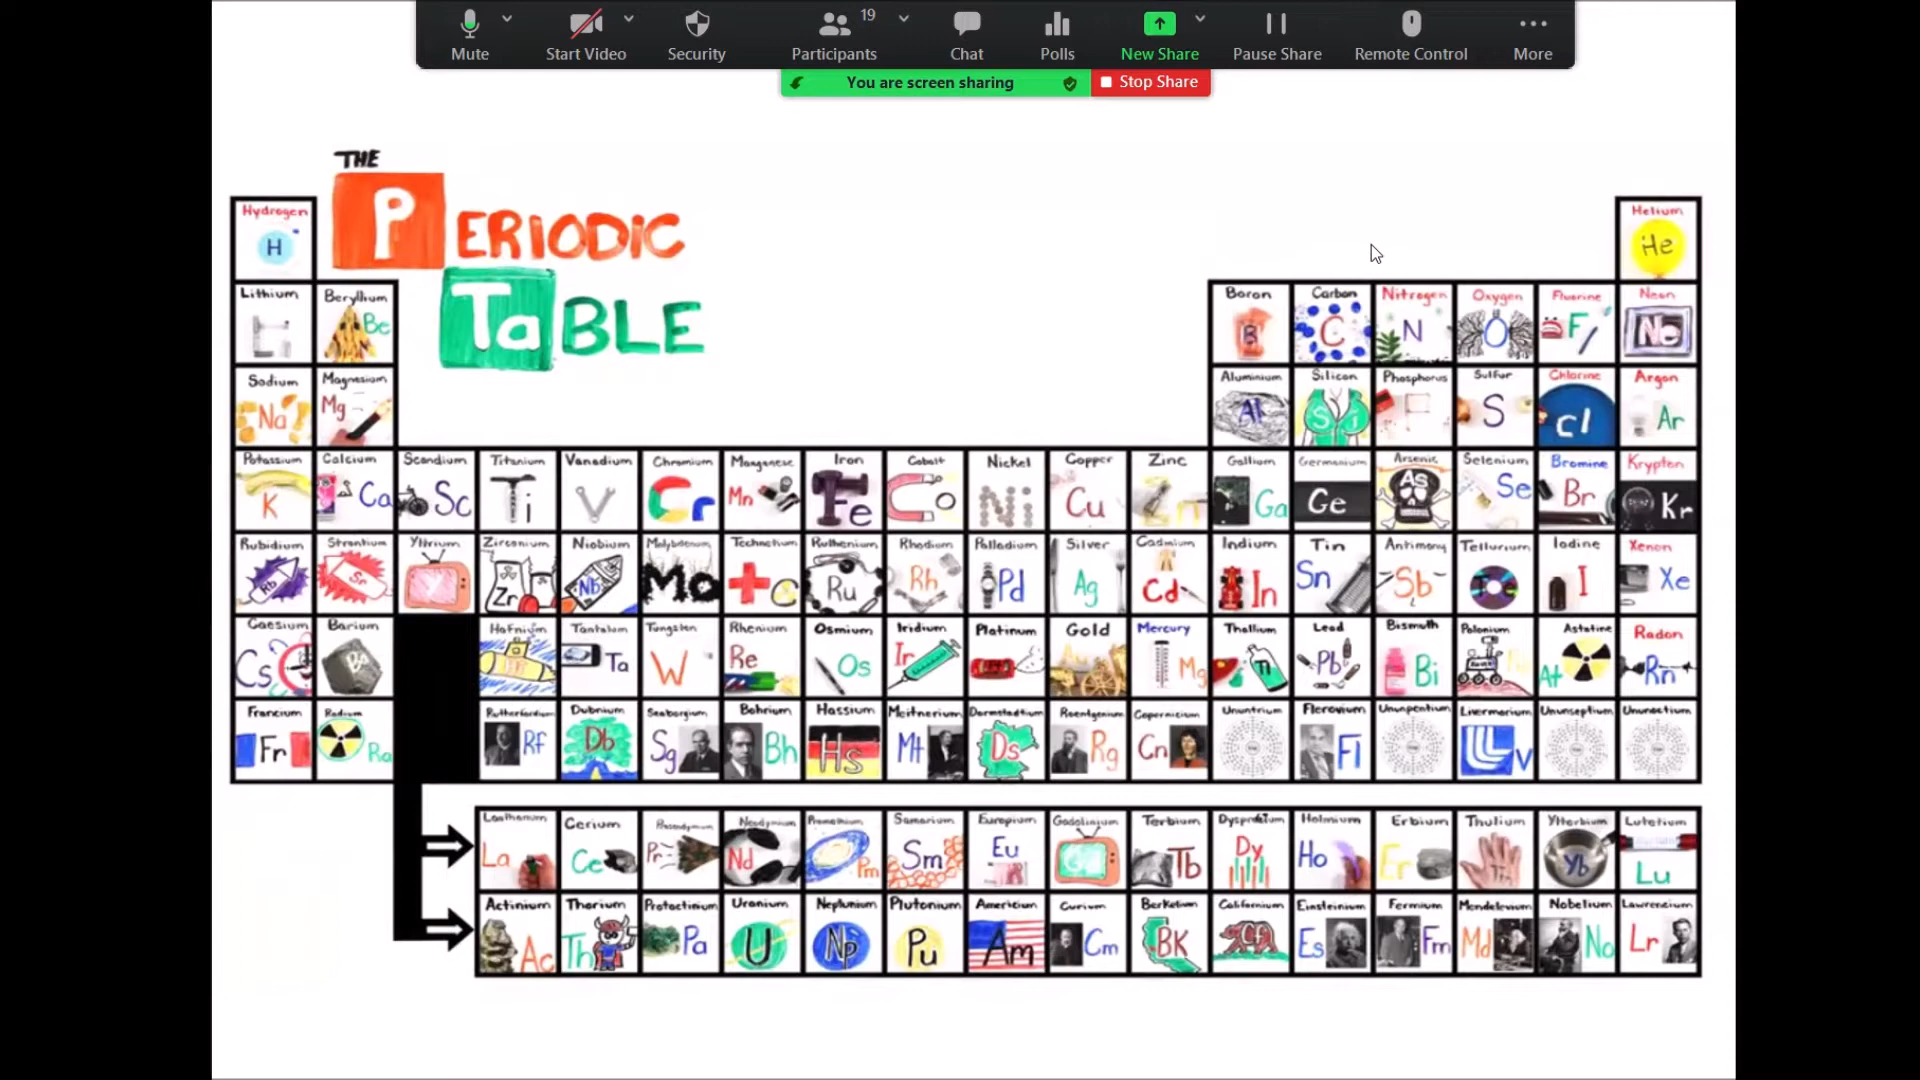 19
Mute Start Video Security Participants Chat Polls New Share Pause Share Remote Control More
You are screen sharing Stop Share
THE
PERIODIC
TaBLE
Hydrogen Helium
H He
Lithium Beryllium Boron Carbon Nitrogen Oxygen Fluorine Neon
Li Be B C N O F Ne
Sodium Magnesium Aluminium Silicon Phosphorus Sulfur Chlorine Argon
Na Mg Al Si P S Cl Ar
Potassium Calcium Scandium Titanium Vanadium Chromium Manganese Iron Cobalt Nickel Copper Zinc Gallium Germanium Arsenic Selenium Bromine Krypton
K Ca Sc Ti V Cr Mn Fe Co Ni Cu Zn Ga Ge As Se Br Kr
Rubidium Strontium Yttrium Zirconium Niobium Molybdenum Technetium Ruthenium Rhodium Palladium Silver Cadmium Indium Tin Antimony Tellurium Iodine Xenon
Rb Sr Zr Nb Mo Tc Ru Rh Pd Ag Cd In Sn Sb I Xe
Caesium Barium Hafnium Tantalum Tungsten Rhenium Osmium Iridium Platinum Gold Mercury Thallium Lead Bismuth Polonium Astatine Radon
Cs Ba Hf Ta W Re Os Ir Au Mg Tl Pb Bi At Rn
Francium Radium Rutherfordium Dubnium Seaborgium Bohrium Hassium Meitnerium Darmstadtium Roentgenium Copernicium Ununtrium Flerovium Ununpentium Livermorium Ununseptium Ununoctium
Fr Ra Rf Db Sg Bh Hs Mt Ds Rg Cn Fl Lv
Lanthanum Cerium Praseodymium Neodymium Promethium Samarium Europium Gadolinium Terbium Dysprosium Holmium Erbium Thulium Ytterbium Lutetium
La Ce Pr Nd Pm Sm Eu Gd Tb Dy Ho Er Tm Yb Lu
Actinium Thorium Protactinium Uranium Neptunium Plutonium Americium Curium Berkelium Californium Einsteinium Fermium Mendelevium Nobelium Lawrencium
Ac Th Pa U Np Pu Am Cm BK Cf Es Fm Md No Lr